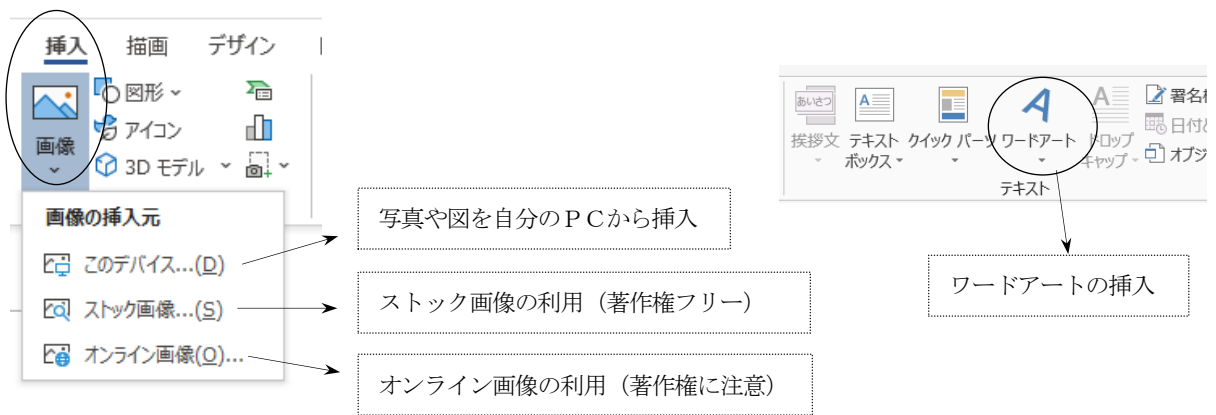 挿入 描画 デザイン
図形
アイコン
3D モデル
画像
画像の挿入元
このデバイス...(D)
ストック画像...(S)
オンライン画像(O)...
写真や図を自分のＰＣから挿入
ストック画像の利用（著作権フリー）
オンライン画像の利用（著作権に注意）
あいさつ
挨拶文
テキスト
ボックス
クイック パーツ
ワードアート
ドロップ
キャップ
署名
日付
オブジ
テキスト
ワードアートの挿入